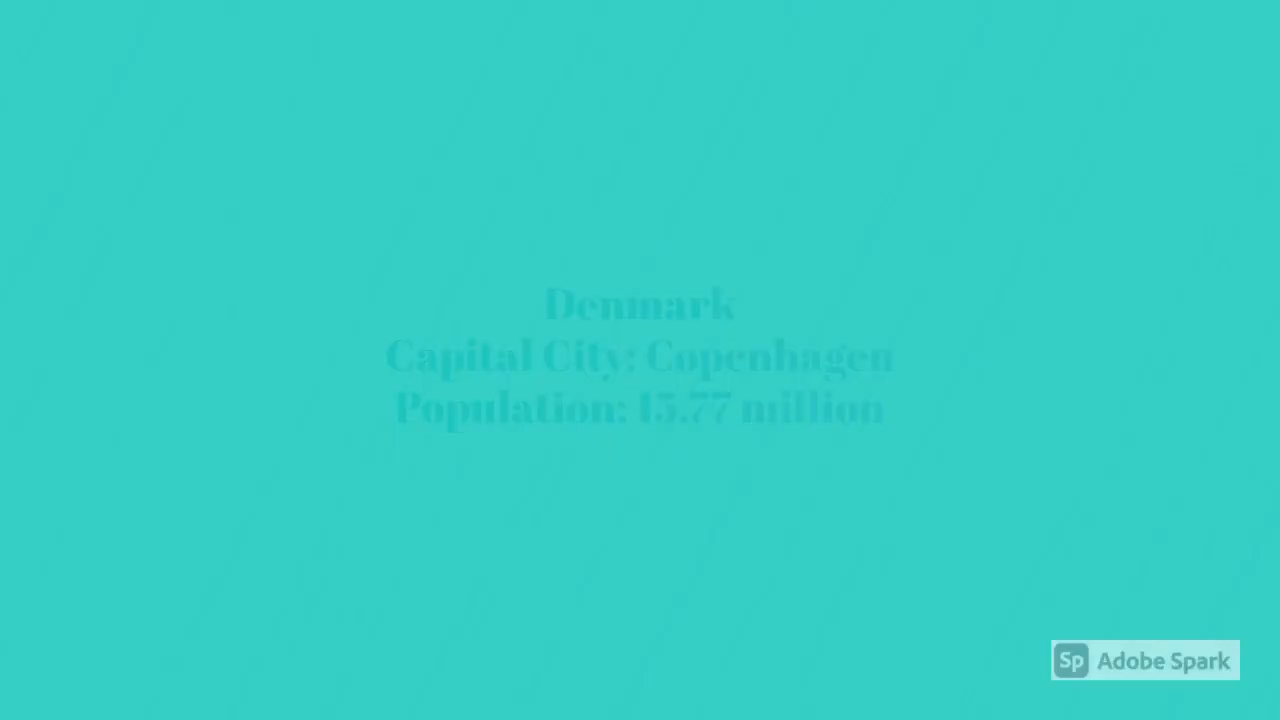 Denmark
Capital City: Copenhagen
Population: 15.77 million
Sp Adobe Spark